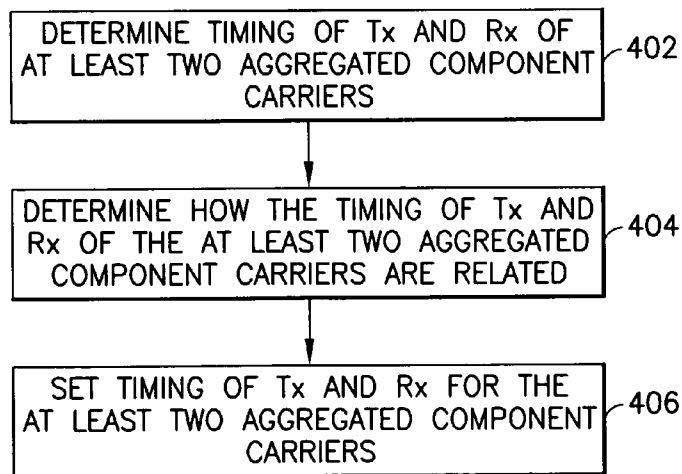 DETERMINE TIMING OF Tx AND Rx OF
AT LEAST TWO AGGREGATED COMPONENT
CARRIERS
402
DETERMINE HOW THE TIMING OF Tx AND
Rx OF THE AT LEAST TWO AGGREGATED
COMPONENT CARRIERS ARE RELATED
404
SET TIMING OF Tx AND Rx FOR THE
AT LEAST TWO AGGREGATED COMPONENT
CARRIERS
406